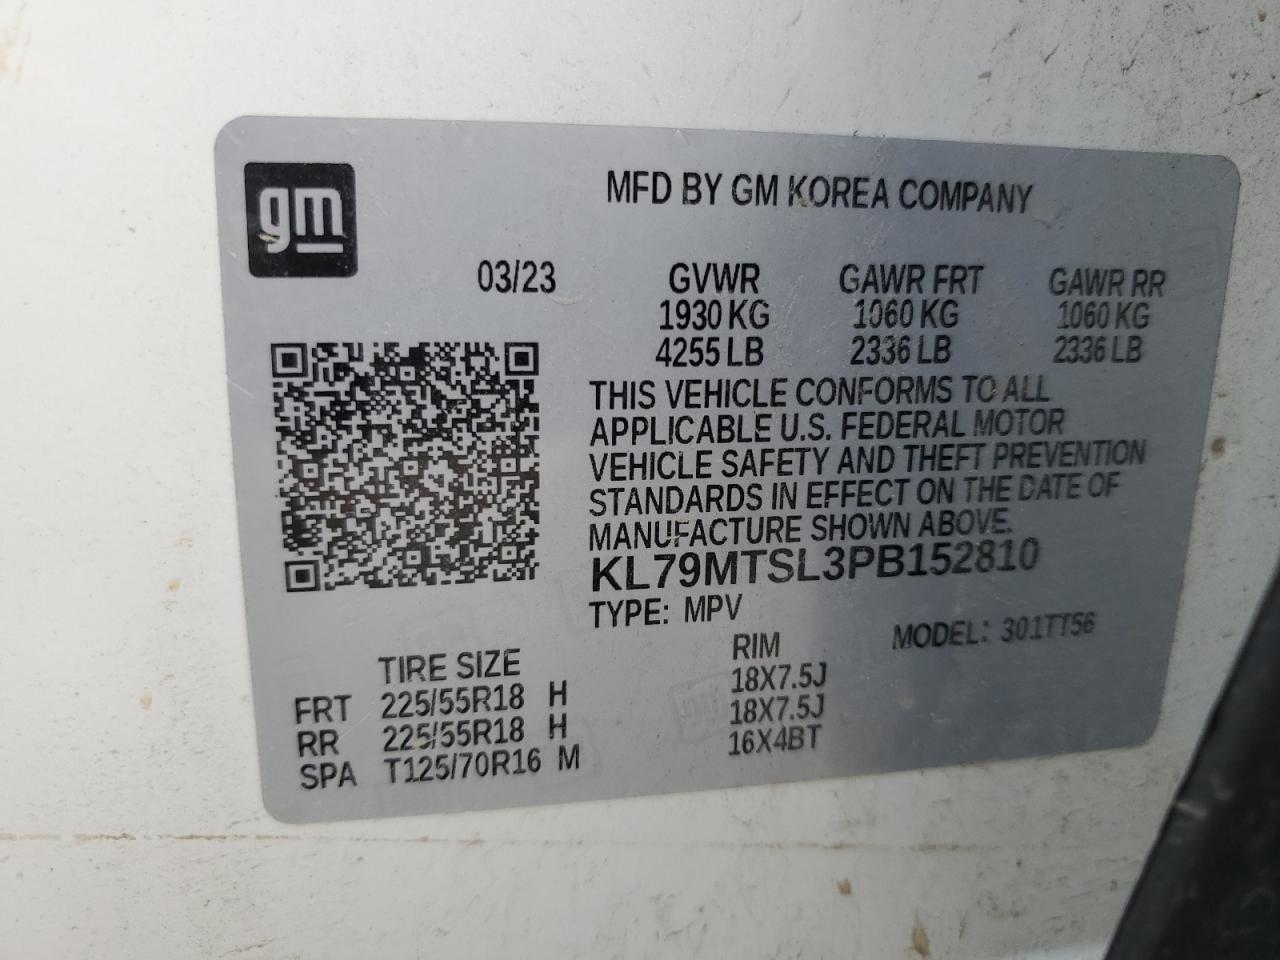 gm
MFD BY GM KOREA COMPANY
03/23 GVWR GAWR FRT GAWR RR
1930 KG 1060 KG 1060 KG
4255 LB 2336 LB 2336 LB
THIS VEHICLE CONFORMS TO ALL
APPLICABLE U.S. FEDERAL MOTOR
VEHICLE SAFETY AND THEFT PREVENTION
STANDARDS IN EFFECT ON THE DATE OF
MANUFACTURE SHOWN ABOVE.
KL79MTSL3PB152810
TYPE: MPV MODEL: 301TT56
TIRE SIZE RIM
FRT 225/55R18 H 18X7.5J
RR 225/55R18 H 18X7.5J
SPA T125/70R16 M 16X4BT